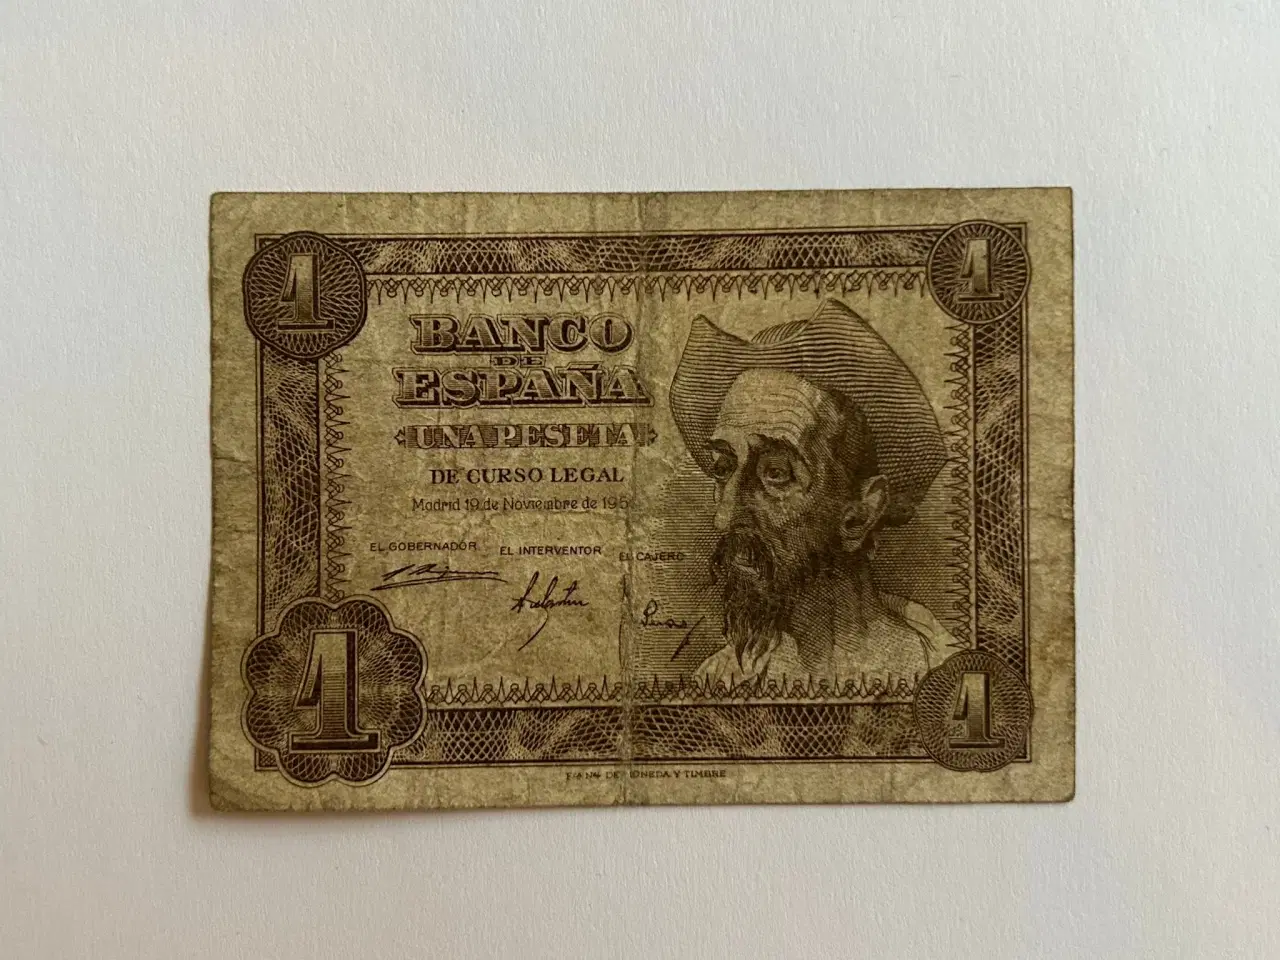 1 1
BANCO
DE
ESPAÑA
UNA PESETA
DE CURSO LEGAL
Madrid 19 de Noviembre de 195
EL GOBERNADOR EL INTERVENTOR EL CAJERO
1 1
DE MONEDA Y TIMBRE